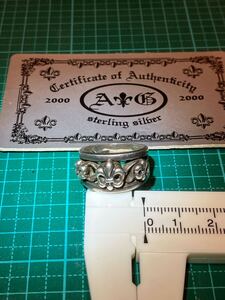 Certificate of Authenticity
2000 A G 2000
sterling silver
0 1 2